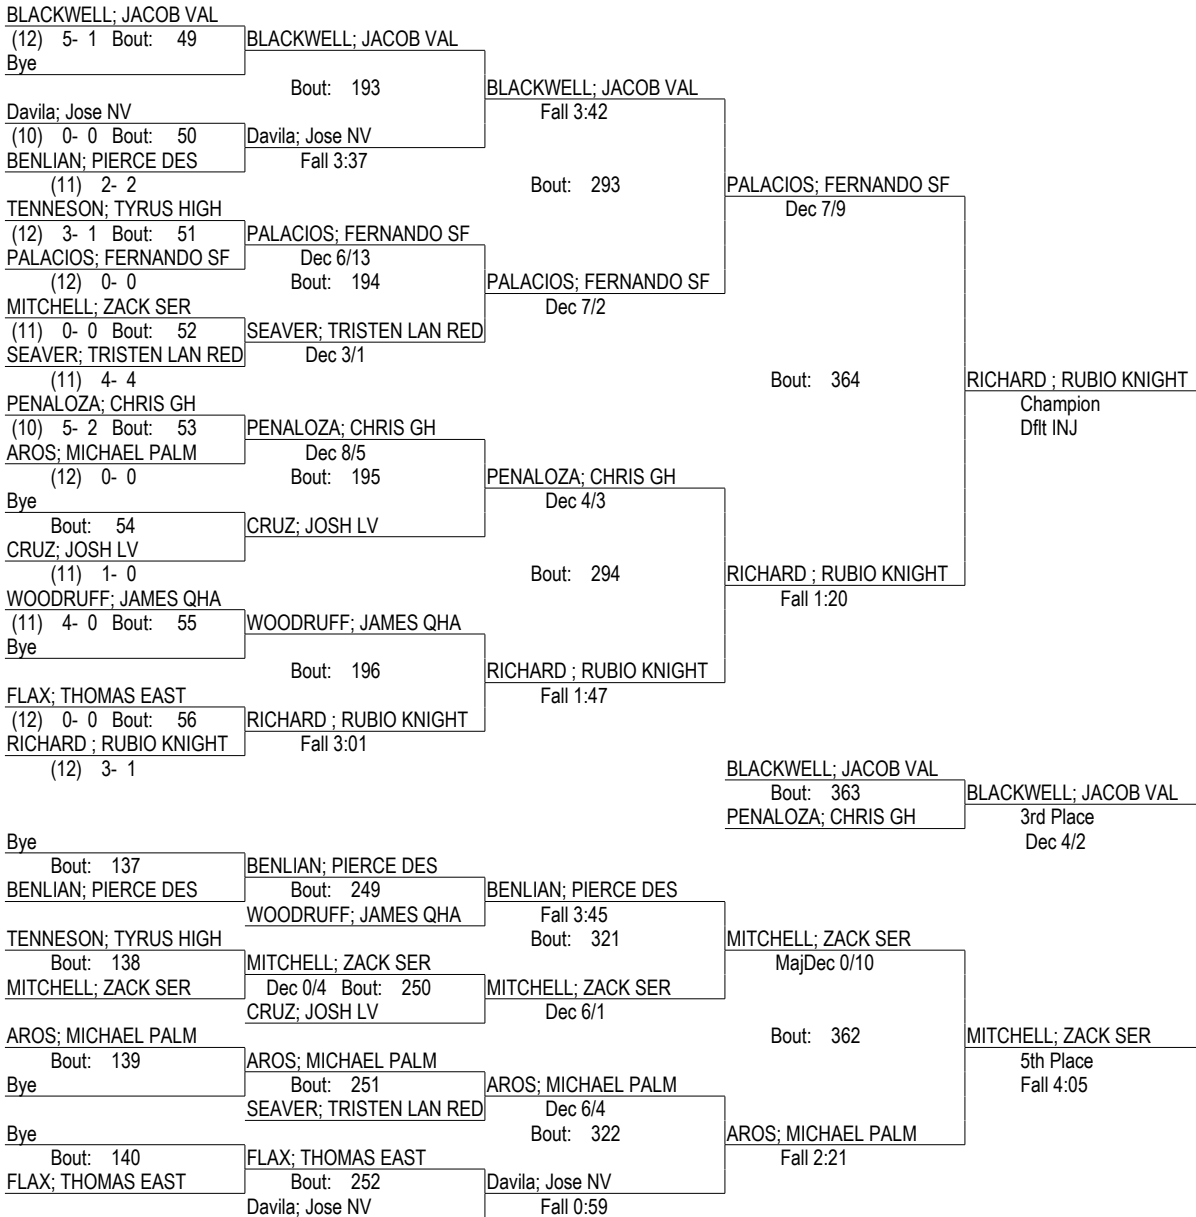 BLACKWELL; JACOB VAL
(12) 5- 1 Bout: 49 BLACKWELL; JACOB VAL
Bye
Bout: 193 BLACKWELL; JACOB VAL
Davila; Jose NV Fall 3:42
(10) 0- 0 Bout: 50 Davila; Jose NV
BENLIAN; PIERCE DES Fall 3:37
(11) 2- 2 Bout: 293 PALACIOS; FERNANDO SF
TENNESON; TYRUS HIGH Dec 7/9
(12) 3- 1 Bout: 51 PALACIOS; FERNANDO SF
PALACIOS; FERNANDO SF Dec 6/13
(12) 0- 0 Bout: 194 PALACIOS; FERNANDO SF
MITCHELL; ZACK SER Dec 7/2
(11) 0- 0 Bout: 52 SEAVER; TRISTEN LAN RED
SEAVER; TRISTEN LAN RED Dec 3/1
(11) 4- 4 Bout: 364 RICHARD ; RUBIO KNIGHT
PENALOZA; CHRIS GH Champion
(10) 5- 2 Bout: 53 PENALOZA; CHRIS GH Dflt INJ
AROS; MICHAEL PALM Dec 8/5
(12) 0- 0 Bout: 195 PENALOZA; CHRIS GH
Bye Dec 4/3
Bout: 54 CRUZ; JOSH LV
CRUZ; JOSH LV
(11) 1- 0 Bout: 294 RICHARD ; RUBIO KNIGHT
WOODRUFF; JAMES QHA Fall 1:20
(11) 4- 0 Bout: 55 WOODRUFF; JAMES QHA
Bye
Bout: 196 RICHARD ; RUBIO KNIGHT
FLAX; THOMAS EAST Fall 1:47
(12) 0- 0 Bout: 56 RICHARD ; RUBIO KNIGHT
RICHARD ; RUBIO KNIGHT Fall 3:01
(12) 3- 1 BLACKWELL; JACOB VAL
Bout: 363 BLACKWELL; JACOB VAL
PENALOZA; CHRIS GH 3rd Place
Bye Dec 4/2
Bout: 137 BENLIAN; PIERCE DES
BENLIAN; PIERCE DES Bout: 249 BENLIAN; PIERCE DES
WOODRUFF; JAMES QHA Fall 3:45
TENNESON; TYRUS HIGH Bout: 321 MITCHELL; ZACK SER
Bout: 138 MITCHELL; ZACK SER MajDec 0/10
MITCHELL; ZACK SER Dec 0/4 Bout: 250 MITCHELL; ZACK SER
CRUZ; JOSH LV Dec 6/1
AROS; MICHAEL PALM Bout: 362 MITCHELL; ZACK SER
Bout: 139 AROS; MICHAEL PALM 5th Place
Bye Bout: 251 AROS; MICHAEL PALM Fall 4:05
SEAVER; TRISTEN LAN RED Dec 6/4
Bye Bout: 322 AROS; MICHAEL PALM
Bout: 140 FLAX; THOMAS EAST Fall 2:21
FLAX; THOMAS EAST Bout: 252 Davila; Jose NV
Davila; Jose NV Fall 0:59